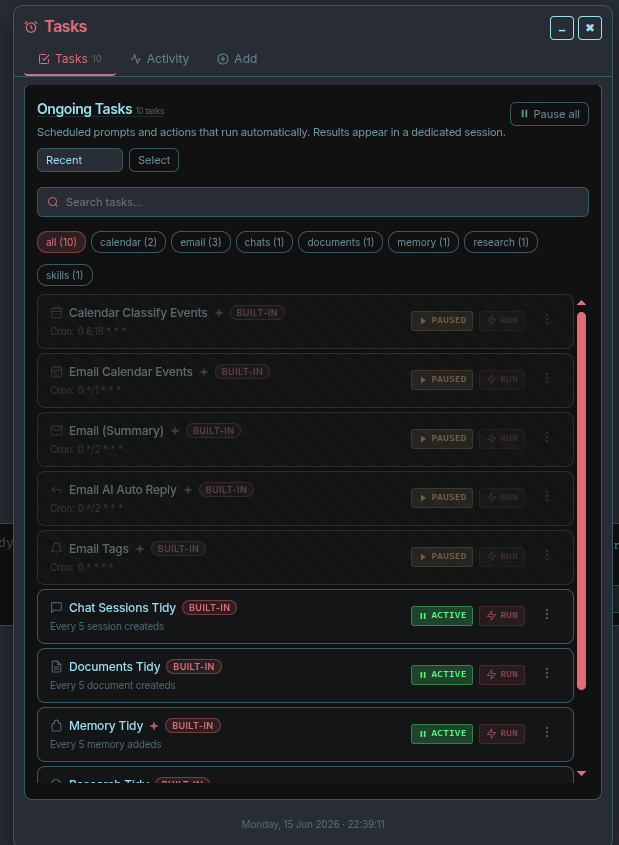 Tasks
Tasks 10 Activity Add
Ongoing Tasks 10 tasks
Pause all
Scheduled prompts and actions that run automatically. Results appear in a dedicated session.
Recent Select
Search tasks...
all (10) calendar (2) email (3) chats (1) documents (1) memory (1) research (1)
skills (1)
Calendar Classify Events BUILT-IN
Cron: 0 6,18 * * *
PAUSED RUN
Email Calendar Events BUILT-IN
Cron: 0 */1 * * *
PAUSED RUN
Email (Summary) BUILT-IN
Cron: 0 */2 * * *
PAUSED RUN
Email AI Auto Reply BUILT-IN
Cron: 0 */2 * * *
PAUSED RUN
Email Tags BUILT-IN
Cron: 0 * * * *
PAUSED RUN
Chat Sessions Tidy BUILT-IN
Every 5 session createds
ACTIVE RUN
Documents Tidy BUILT-IN
Every 5 document createds
ACTIVE RUN
Memory Tidy BUILT-IN
Every 5 memory addeds
ACTIVE RUN
Research Tidy BUILT-IN
Monday, 15 Jun 2026 · 22:39:11